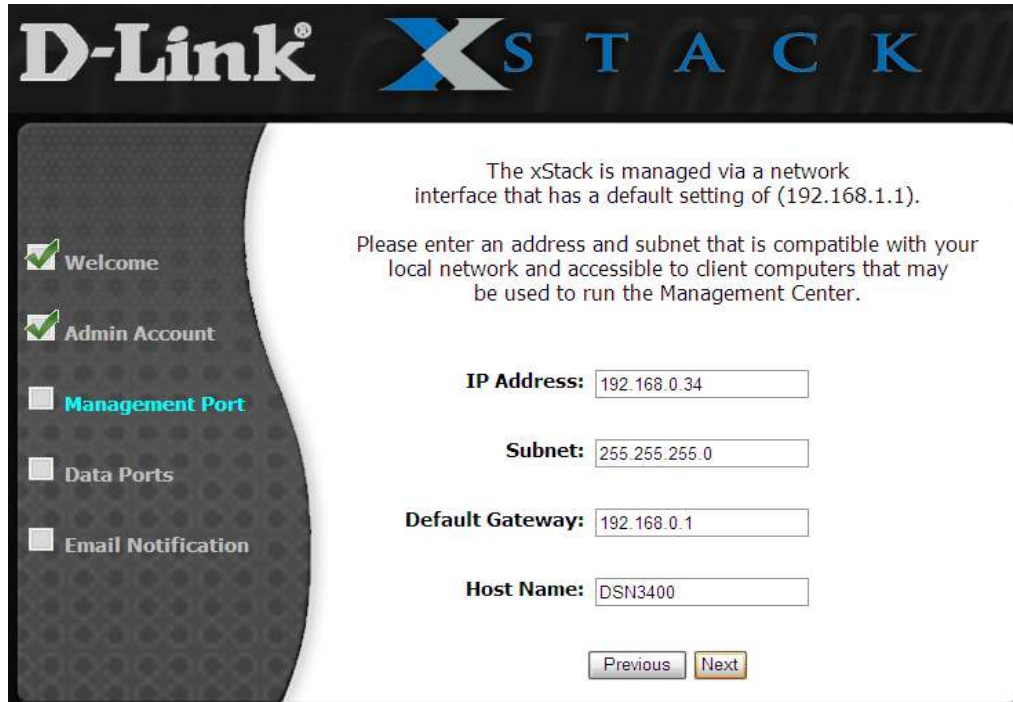 D-Link® XSTACK
The xStack is managed via a network
interface that has a default setting of (192.168.1.1).
Please enter an address and subnet that is compatible with your
local network and accessible to client computers that may
be used to run the Management Center.
Welcome
Admin Account
Management Port
Data Ports
Email Notification
IP Address: 192.168.0.34
Subnet: 255.255.255.0
Default Gateway: 192.168.0.1
Host Name: DSN3400
Previous Next